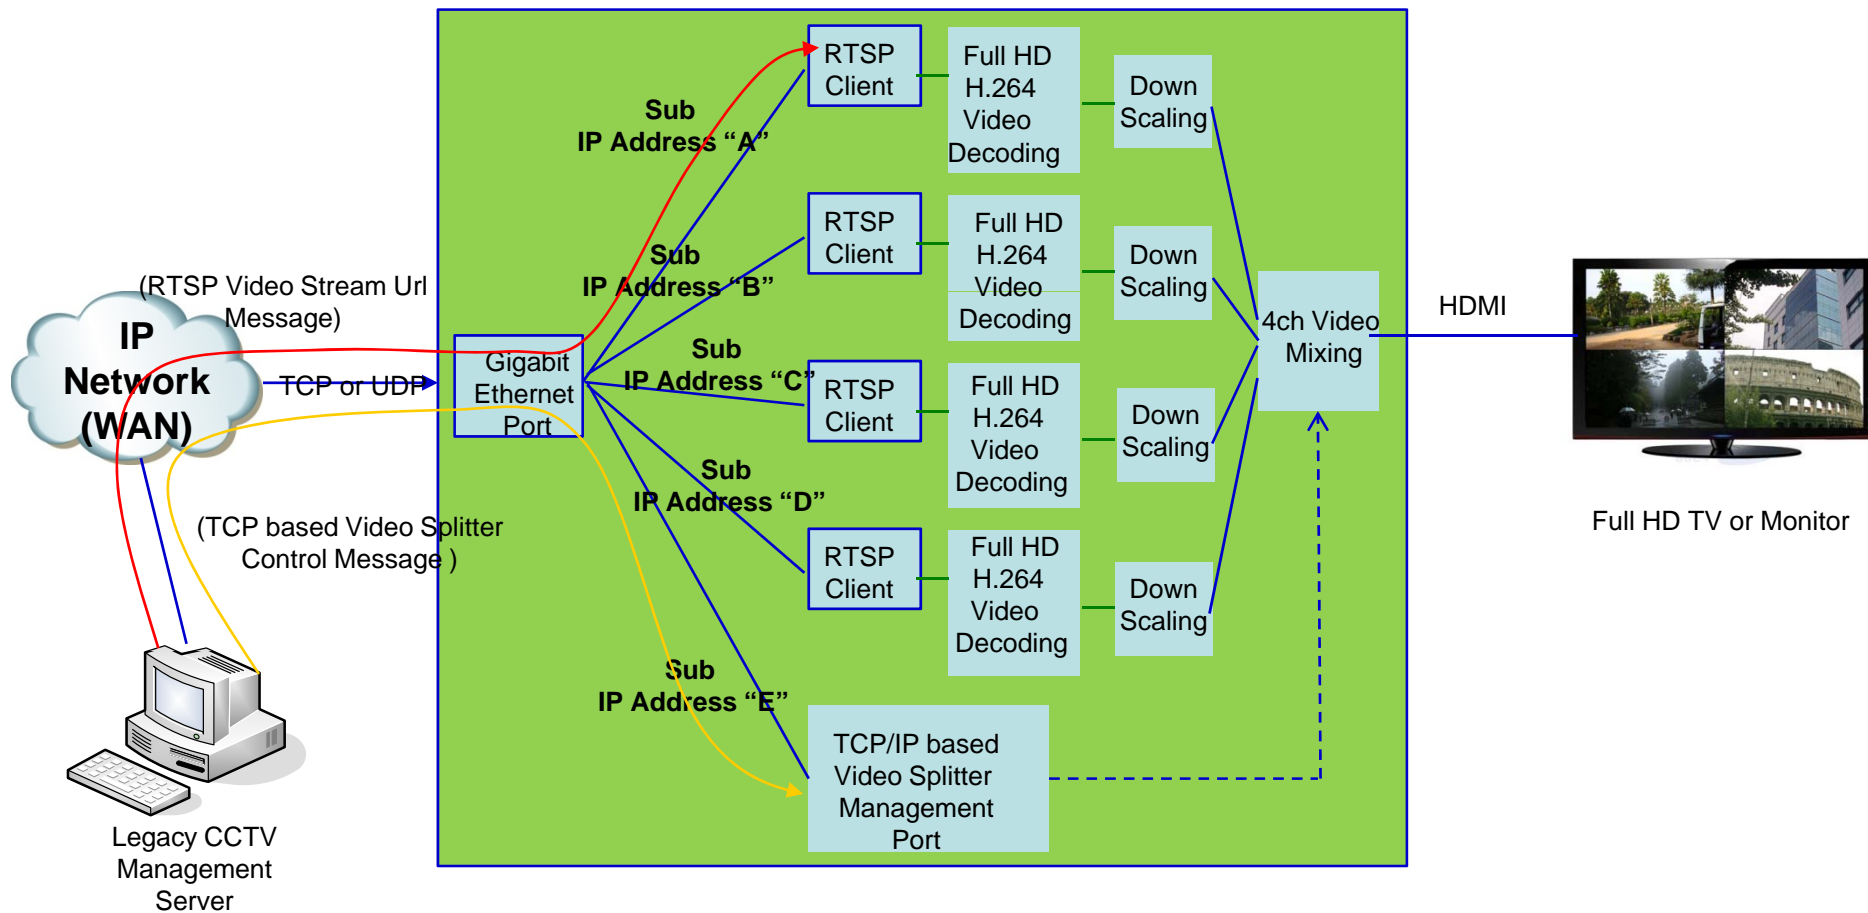 (RTSP Video Stream Url
Message)
IP
Network
(WAN)
TCP or UDP
(TCP based Video Splitter
Control Message )
Legacy CCTV
Management
Server
Gigabit
Ethernet
Port
Sub
IP Address “A”
Sub
IP Address “B”
Sub
IP Address “C”
Sub
IP Address “D”
Sub
IP Address “E”
RTSP
Client
Full HD
H.264
Video
Decoding
Down
Scaling
RTSP
Client
Full HD
H.264
Video
Decoding
Down
Scaling
RTSP
Client
Full HD
H.264
Video
Decoding
Down
Scaling
RTSP
Client
Full HD
H.264
Video
Decoding
Down
Scaling
TCP/IP based
Video Splitter
Management
Port
4ch Video
Mixing
HDMI
Full HD TV or Monitor